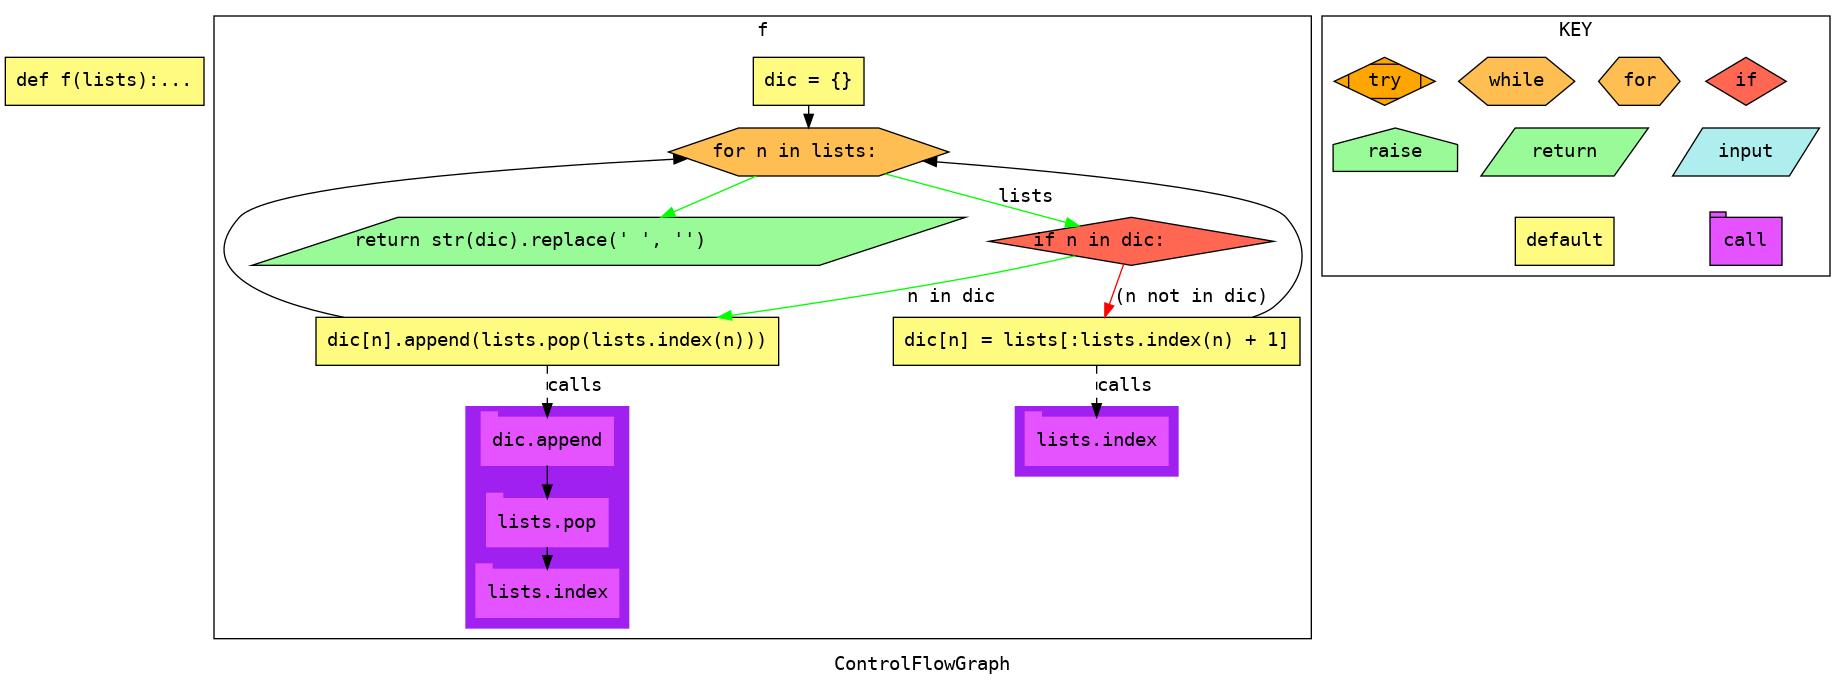 def f(lists):...
f
dic = {}
for n in lists:
lists
return str(dic).replace(' ', '')
if n in dic:
n in dic
(n not in dic)
dic[n].append(lists.pop(lists.index(n)))
dic[n] = lists[:lists.index(n) + 1]
calls
calls
dic.append
lists.index
lists.pop
lists.index
KEY
try
while
for
if
raise
return
input
default
call
ControlFlowGraph